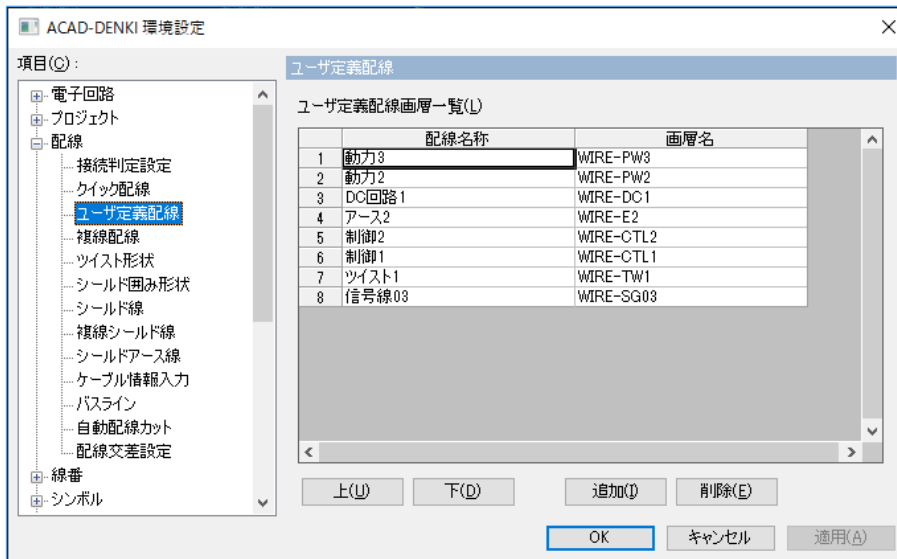 ACAD-DENKI 環境設定
項目(C):
電子回路
プロジェクト
配線
接続判定設定
クイック配線
ユーザ定義配線
複線配線
ツイスト形状
シールド囲み形状
シールド線
複線シールド線
シールドアース線
ケーブル情報入力
バスライン
自動配線カット
配線交差設定
線番
シンボル
ユーザ定義配線
ユーザ定義配線画層一覧(L)
配線名称 画層名
1 動力3 WIRE-PW3
2 動力2 WIRE-PW2
3 DC回路1 WIRE-DC1
4 アース2 WIRE-E2
5 制御2 WIRE-CTL2
6 制御1 WIRE-CTL1
7 ツイスト1 WIRE-TW1
8 信号線03 WIRE-SG03
上(U) 下(D) 追加(I) 削除(E)
OK キャンセル 適用(A)